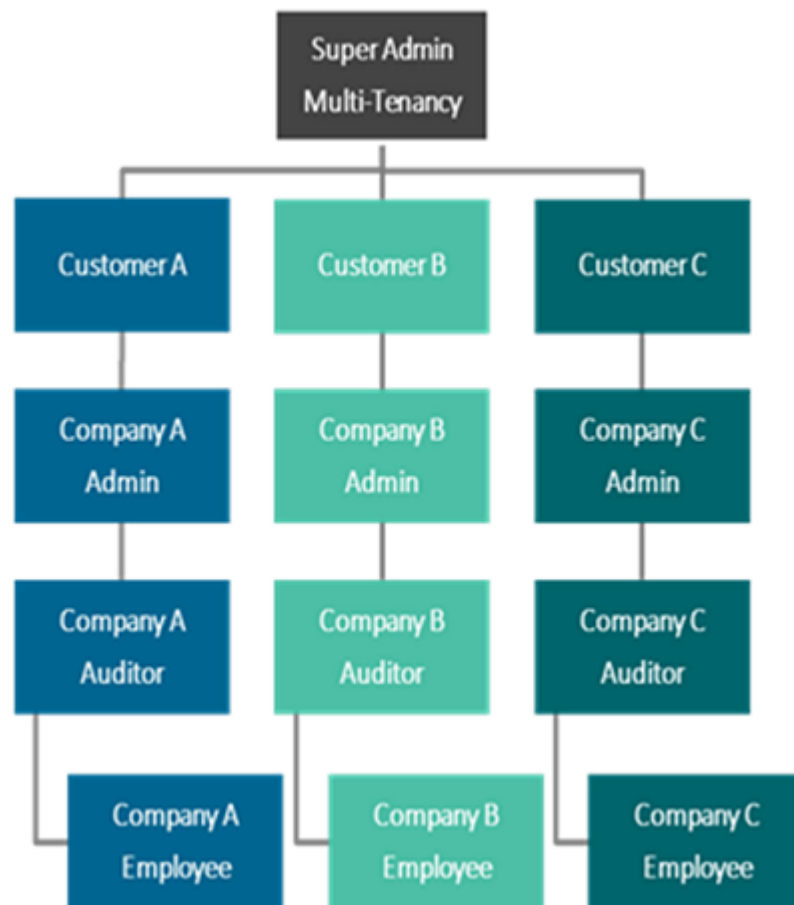 Super Admin
Multi-Tenancy
Customer A
Customer B
Customer C
Company A
Admin
Company B
Admin
Company C
Admin
Company A
Auditor
Company B
Auditor
Company C
Auditor
Company A
Employee
Company B
Employee
Company C
Employee